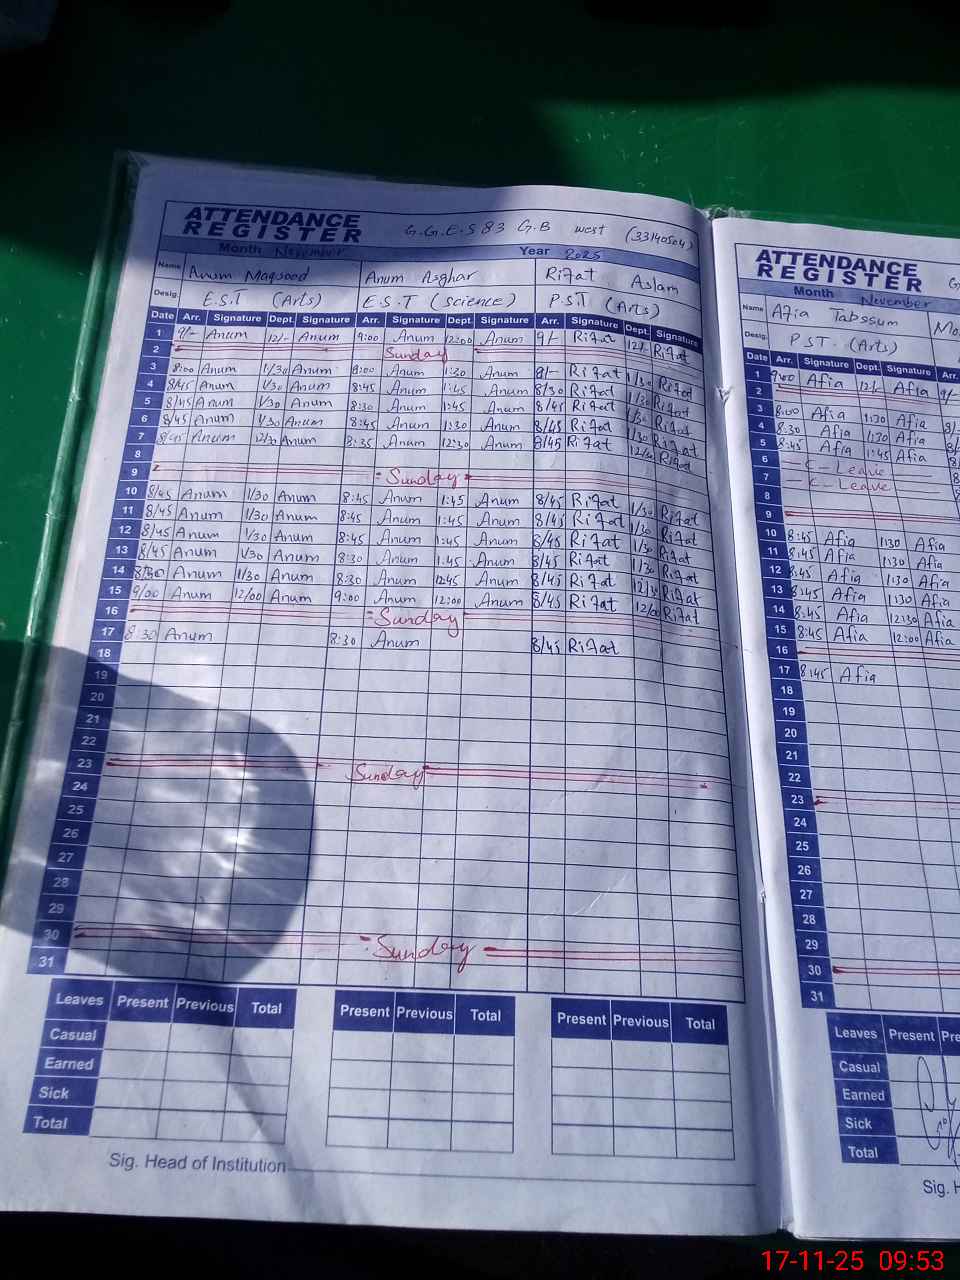 ATTENDANCE REGISTER G.G.E.S 83 G.B west (33140504)
Month November Year 2025
Name Anum Maqsood Anum Asghar Rifat Aslam
Desig. E.S.T (Arts) E.S.T (science) P.S.T (Arts)
Date Arr. Signature Dept. Signature Arr. Signature Dept. Signature Arr. Signature Dept. Signature
1 9/- Anum 12/- Anum 9:00 Anum 12:00 Anum 9/- Rifat 12/- Rifat
2 Sunday
3 8:00 Anum 1/30 Anum 8:00 Anum 1:30 Anum 8/- Rifat 1/30 Rifat
4 8/45 Anum 1/30 Anum 8:45 Anum 1:45 Anum 8/30 Rifat 1/30 Rifat
5 8/45 Anum 1/30 Anum 8:30 Anum 1:45 Anum 8/45 Rifat 1/30 Rifat
6 8/45 Anum 1/30 Anum 8:45 Anum 1:30 Anum 8/45 Rifat 1/30 Rifat
7 8/45 Anum 12/30 Anum 8:35 Anum 12:30 Anum 8/45 Rifat Rifat
8
9 Sunday
10 8/45 Anum 1/30 Anum 8:45 Anum 1:45 Anum 8/45 Rifat 1/30 Rifat
11 8/45 Anum 1/30 Anum 8:45 Anum 1:45 Anum 8/45 Rifat 1/30 Rifat
12 8/45 Anum 1/30 Anum 8:45 Anum 1:45 Anum 8/45 Rifat 1/30 Rifat
13 8/45 Anum 1/30 Anum 8:30 Anum 1:45 Anum 8/45 Rifat 1/30 Rifat
14 Anum 1/30 Anum 8:30 Anum 12:45 Anum 8/45 Rifat 12/30 Rifat
15 9/00 Anum 12/00 Anum 9:00 Anum 12:00 Anum 8/45 Rifat 12/00 Rifat
16 Sunday
17 8:30 Anum 8:30 Anum 8/45 Rifat
18
19
20
21
22
23 Sunday
24
25
26
27
28
29
30 Sunday
31
Leaves Present Previous Total Present Previous Total Present Previous Total
Casual
Earned
Sick
Total
Sig. Head of Institution
ATTENDANCE REGISTER
Month November
Name Afia Tabssum
Desig. P.S.T. (Arts)
Date Arr. Signature Dept. Signature Arr.
1 9:00 Afia 12/- Afia 9/-
2
3 8:00 Afia 1:30 Afia
4 8:30 Afia 1:30 Afia
5 8:45 Afia 1:45 Afia
6 C-Leave
7 C-Leave
8
9
10 8:45 Afia 1:30 Afia
11 8:45 Afia 1:30 Afia
12 8:45 Afia 1:30 Afia
13 8:45 Afia 1:30 Afia
14 8:45 Afia 12:30 Afia
15 8:45 Afia 12:00 Afia
16
17 8:45 Afia
18
19
20
21
22
23
24
25
26
27
28
29
30
31
Leaves Present
Casual
Earned
Sick
Total
Sig.
17-11-25 09:53